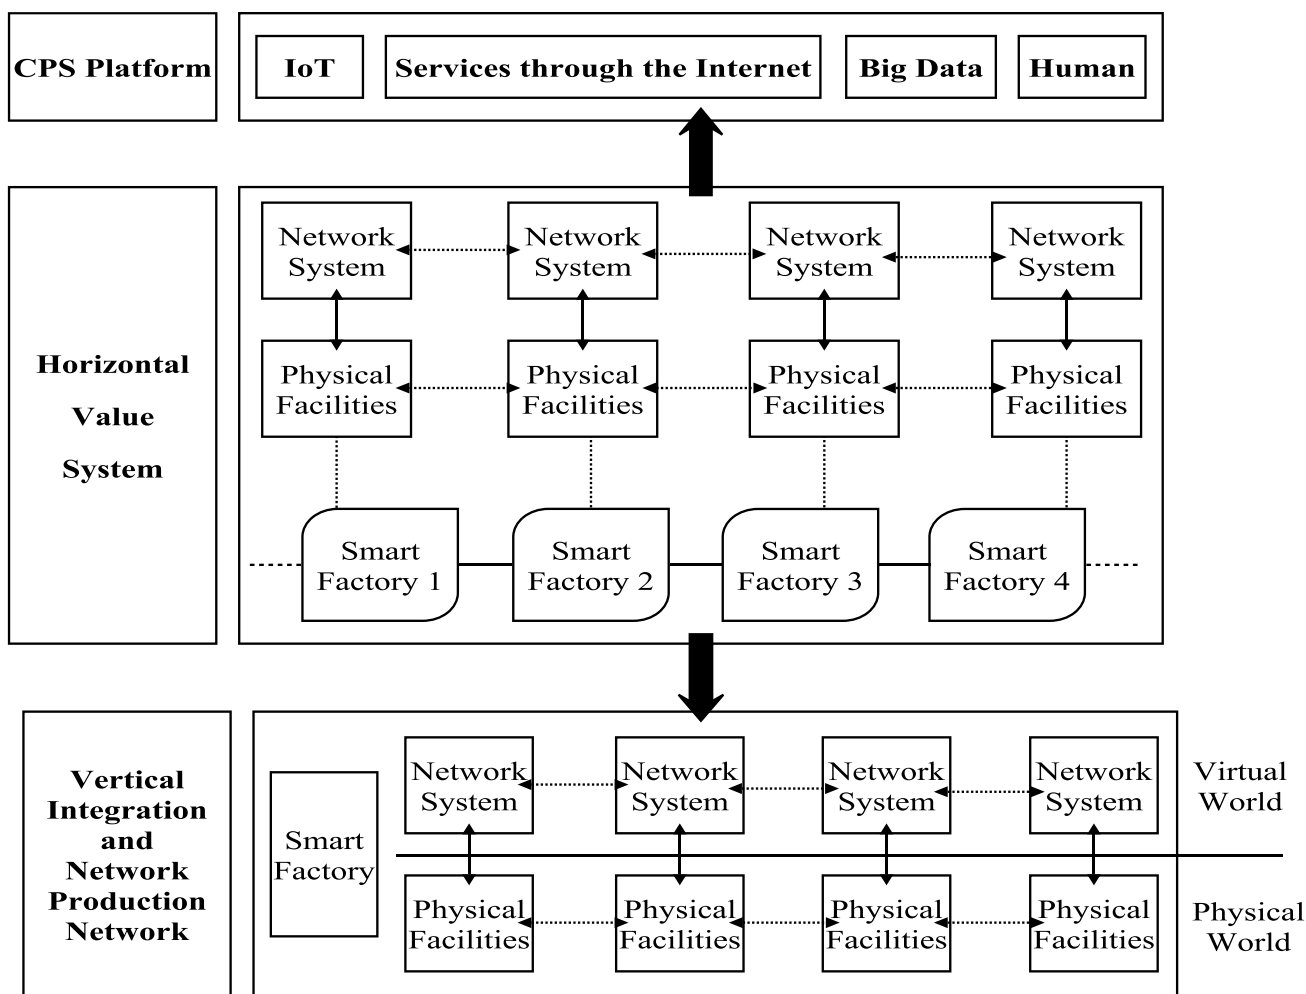 CPS Platform
IoT
Services through the Internet
Big Data
Human
Horizontal
Value
System
Network
System
Network
System
Network
System
Network
System
Physical
Facilities
Physical
Facilities
Physical
Facilities
Physical
Facilities
Smart
Factory 1
Smart
Factory 2
Smart
Factory 3
Smart
Factory 4
Vertical
Integration
and
Network
Production
Network
Smart
Factory
Network
System
Network
System
Network
System
Network
System
Virtual
World
Physical
Facilities
Physical
Facilities
Physical
Facilities
Physical
Facilities
Physical
World